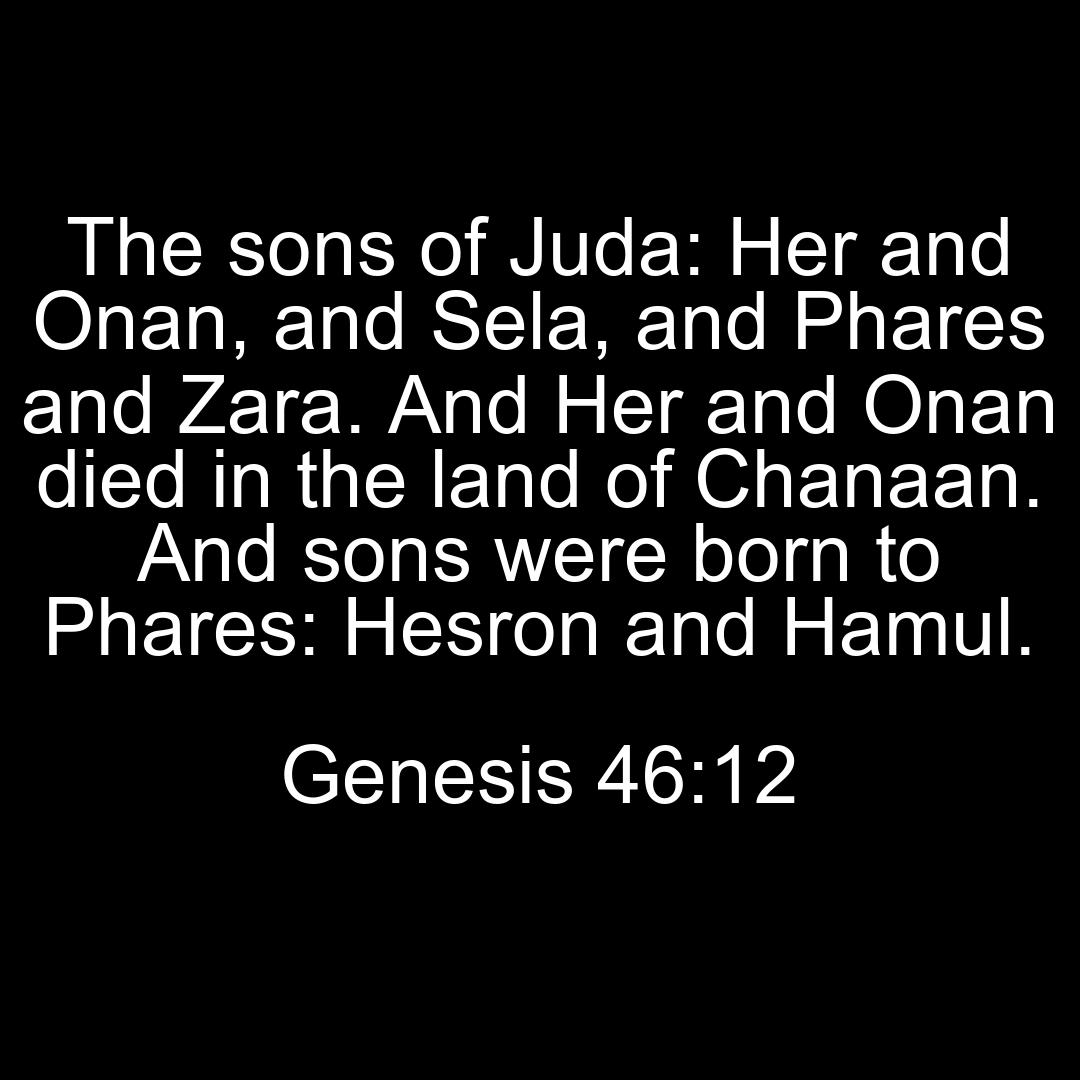 The sons of Juda: Her and
Onan, and Sela, and Phares
and Zara. And Her and Onan
died in the land of Chanaan.
And sons were born to
Phares: Hesron and Hamul.
Genesis 46:12